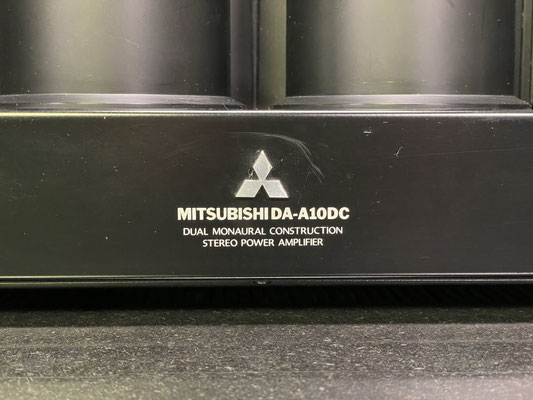 MITSUBISHI DA-A10DC
DUAL MONAURAL CONSTRUCTION
STEREO POWER AMPLIFIER